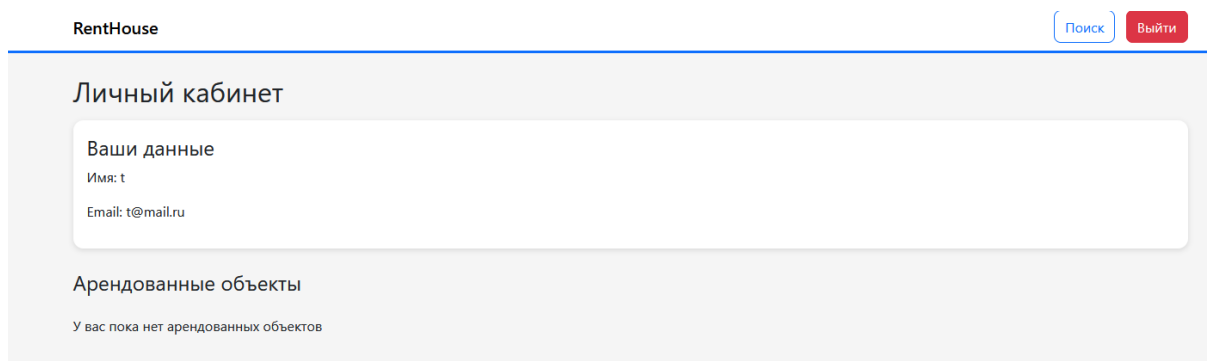 RentHouse
Поиск
Выйти
Личный кабинет
Ваши данные
Имя: t
Email: t@mail.ru
Арендованные объекты
У вас пока нет арендованных объектов